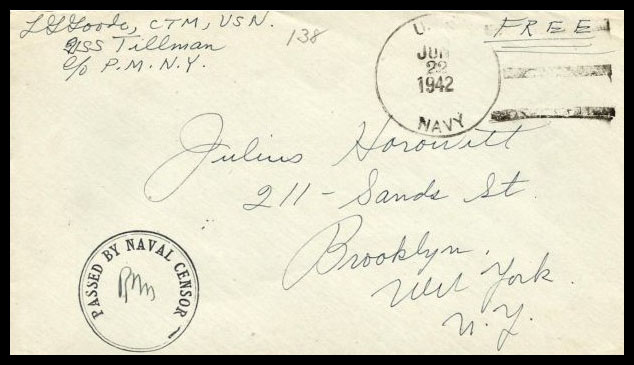 LG Goode, CTM, USN.
USS Tillman
c/o P.M. N.Y.
138
U.S.
JUN
22
1942
NAVY
FREE
Julius Horowitt
211 - Sands St.
Brooklyn,
New York.
N.Y.
PASSED BY NAVAL CENSOR